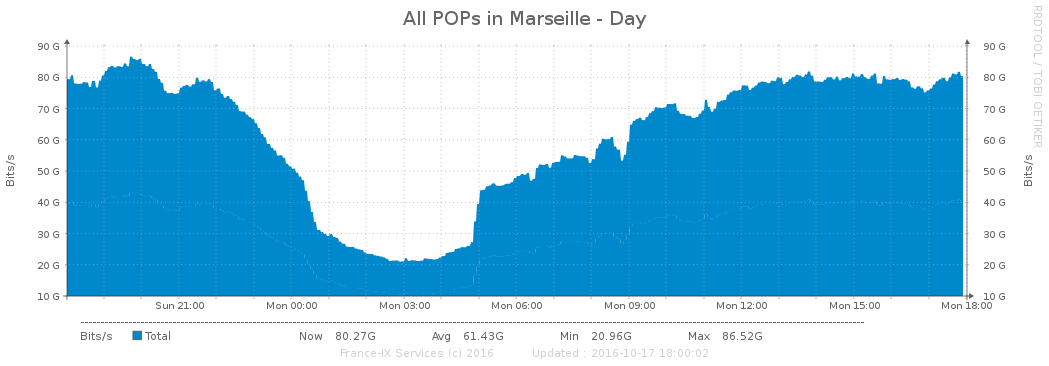 All POPs in Marseille - Day
RRDTOOL / TOBI OETIKER
Bits/s
90 G 90 G
80 G 80 G
70 G 70 G
60 G 60 G
50 G 50 G
40 G 40 G
30 G 30 G
20 G 20 G
10 G 10 G
Bits/s
Sun 21:00 Mon 00:00 Mon 03:00 Mon 06:00 Mon 09:00 Mon 12:00 Mon 15:00 Mon 18:00
Bits/s Total Now 80.27G Avg 61.43G Min 20.96G Max 86.52G
France-IX Services (c) 2016 Updated : 2016-10-17 18:00:02